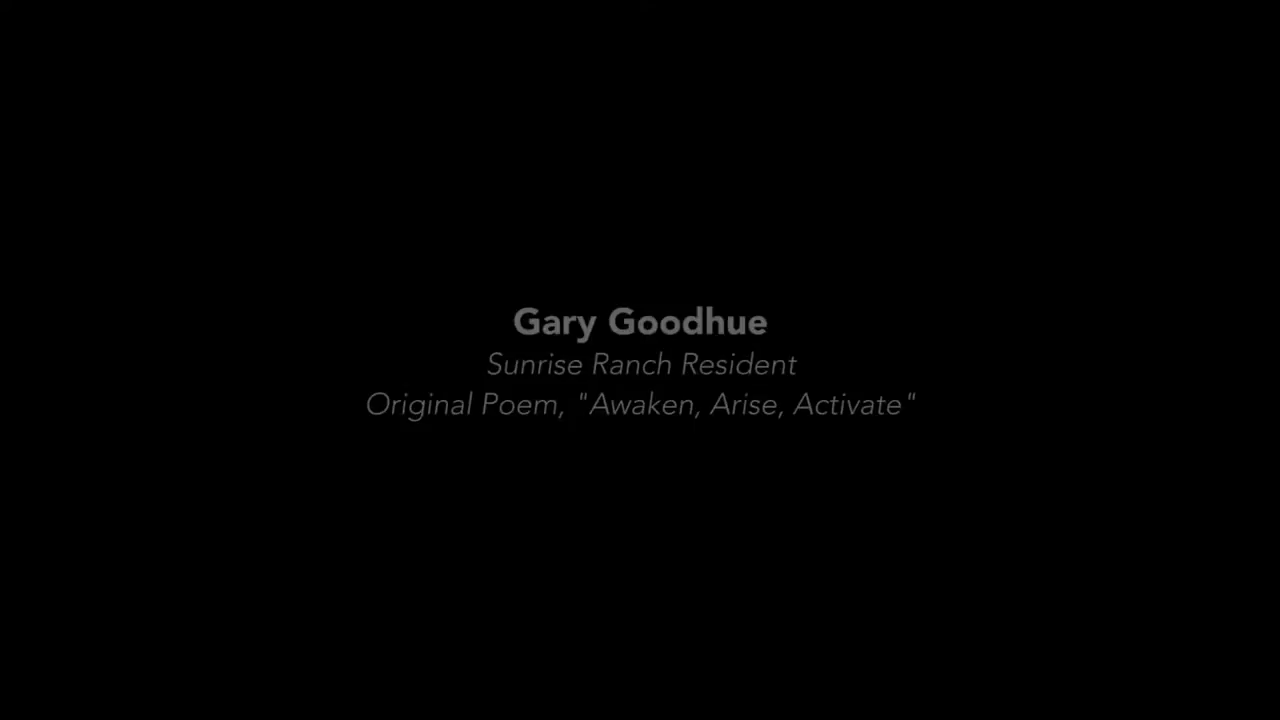 Gary Goodhue
Sunrise Ranch Resident
Original Poem, "Awaken, Arise, Activate"